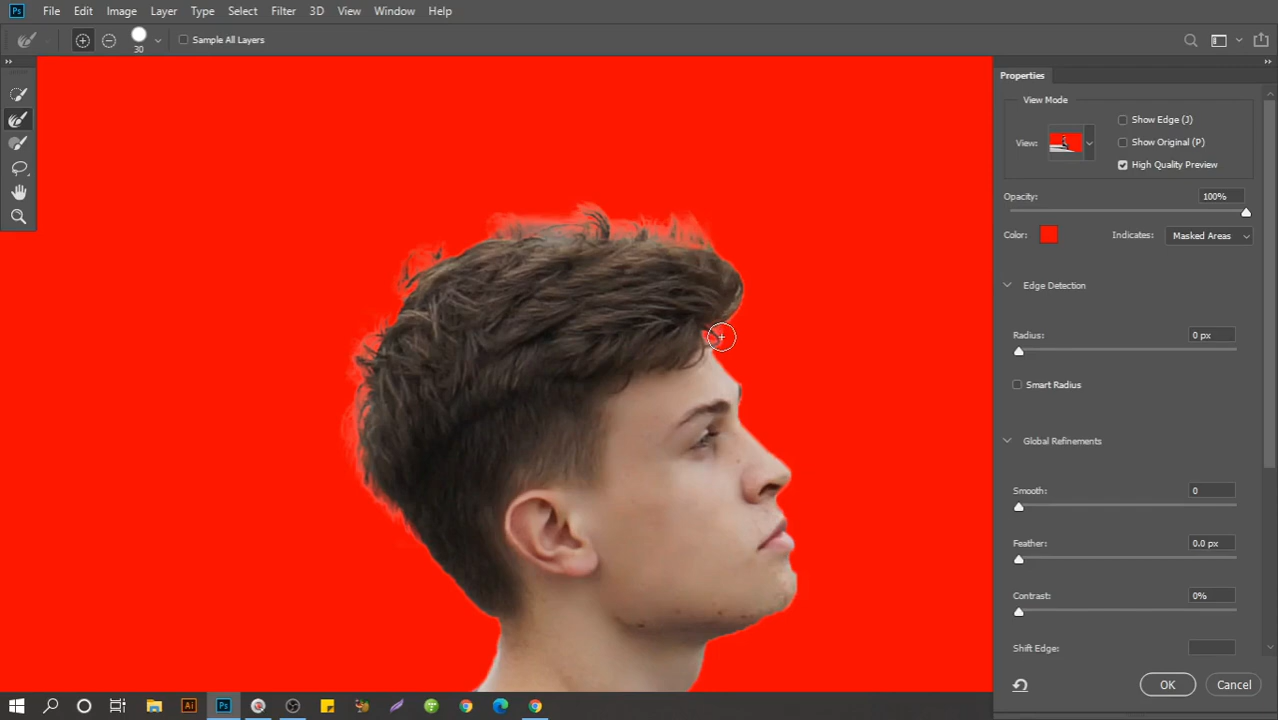 Ps File Edit Image Layer Type Select Filter 3D View Window Help
30 Sample All Layers
Properties
View Mode
Show Edge (J)
View: Show Original (P)
High Quality Preview
Opacity: 100%
Color: Indicates: Masked Areas
Edge Detection
Radius: 0 px
Smart Radius
Global Refinements
Smooth: 0
Feather: 0.0 px
Contrast: 0%
Shift Edge:
OK Cancel
Ai Ps